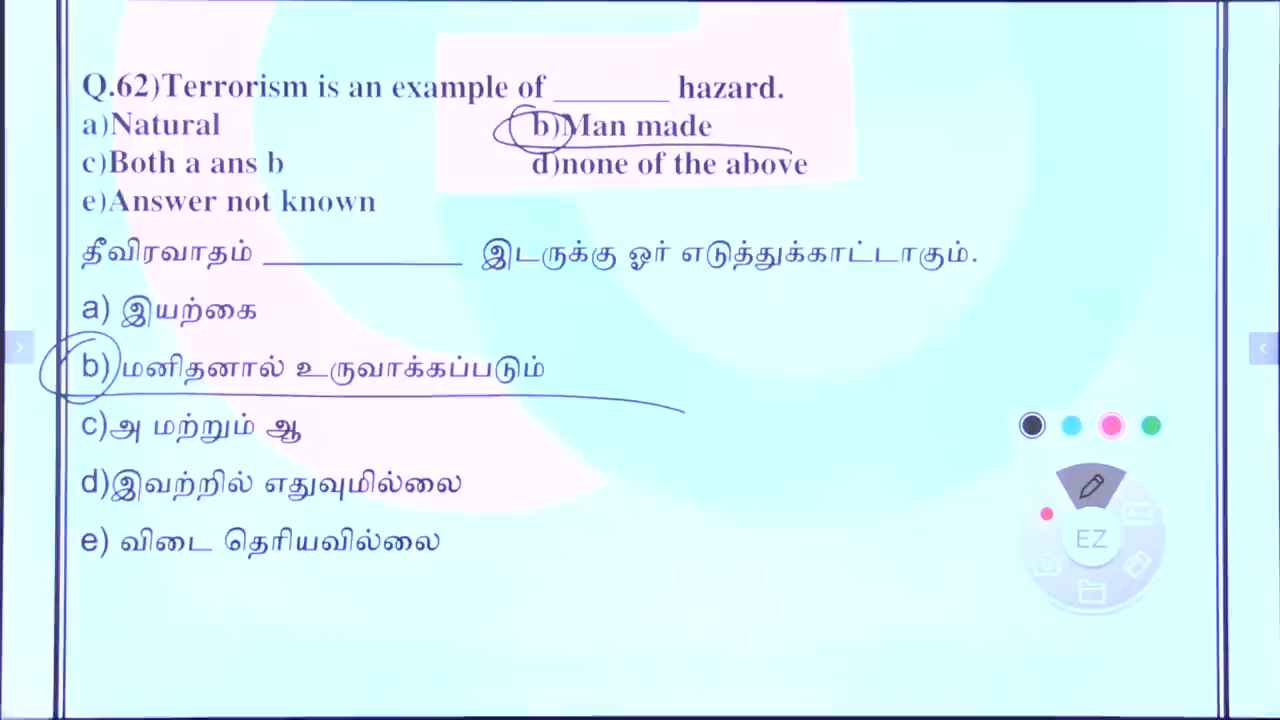 Q.62)Terrorism is an example of _______ hazard.
a)Natural b)Man made
c)Both a ans b d)none of the above
e)Answer not known
தீவிரவாதம் ____________ இடருக்கு ஓர் எடுத்துக்காட்டாகும்.
a) இயற்கை
b) மனிதனால் உருவாக்கப்படும்
c)அ மற்றும் ஆ
d)இவற்றில் எதுவுமில்லை
e) விடை தெரியவில்லை
EZ